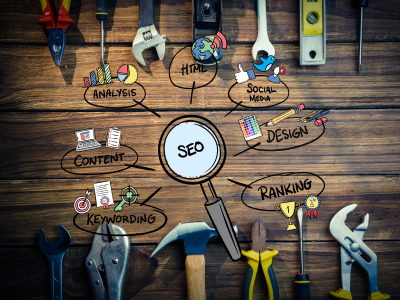 HTML
ANALYSIS
SOCIAL
MEDIA
SEO
DESIGN
CONTENT
RANKING
KEYWORDING